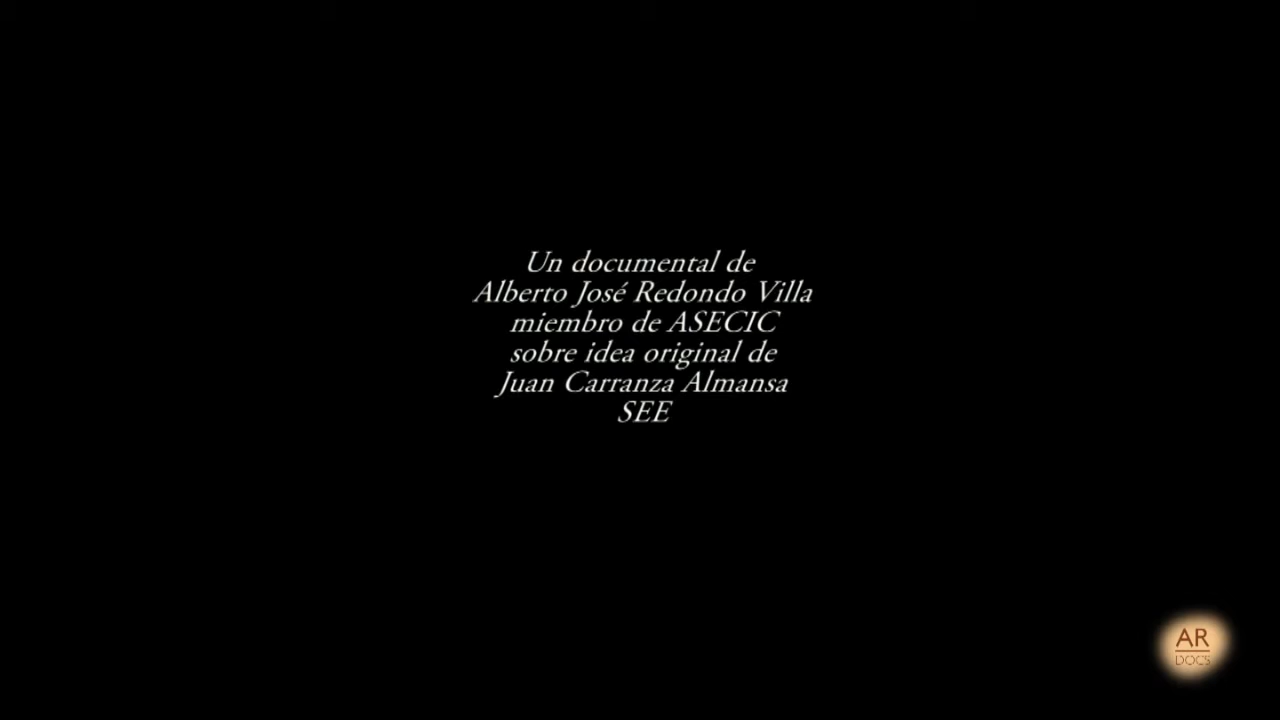 Un documental de
Alberto José Redondo Villa
miembro de ASECIC
sobre idea original de
Juan Carranza Almansa
SEE
AR
DOCS